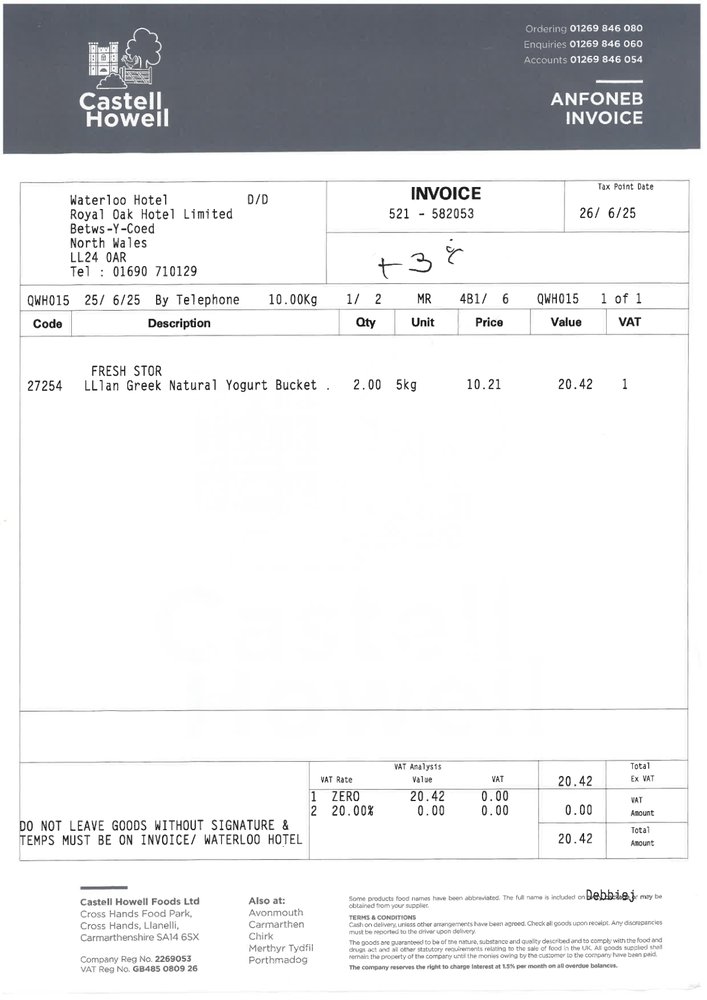 Ordering 01269 846 080
Enquiries 01269 846 060
Accounts 01269 846 054
Castell
Howell
ANFONEB
INVOICE
Waterloo Hotel D/D
Royal Oak Hotel Limited
Betws-Y-Coed
North Wales
LL24 0AR
Tel : 01690 710129
INVOICE
521 - 582053
Tax Point Date
26/ 6/25
+3
QWH015 25/ 6/25 By Telephone 10.00Kg 1/ 2 MR 4B1/ 6 QWH015 1 of 1
Code Description Qty Unit Price Value VAT
FRESH STOR
27254 LLlan Greek Natural Yogurt Bucket . 2.00 5kg 10.21 20.42 1
Castell
Howell
VAT Analysis
VAT Rate Value VAT
1 ZERO 20.42 0.00
2 20.00% 0.00 0.00
20.42 Total Ex VAT
0.00 VAT Amount
20.42 Total Amount
DO NOT LEAVE GOODS WITHOUT SIGNATURE &
TEMPS MUST BE ON INVOICE/ WATERLOO HOTEL
Castell Howell Foods Ltd
Cross Hands Food Park,
Cross Hands, Llanelli,
Carmarthenshire SA14 6SX
Company Reg No. 2269053
VAT Reg No. GB485 0809 26
Also at:
Avonmouth
Carmarthen
Chirk
Merthyr Tydfil
Porthmadog
Some products food names have been abbreviated. The full name is included on Debbiej or may be
obtained from your supplier.
TERMS & CONDITIONS
Cash on delivery, unless other arrangements have been agreed. Check all goods upon receipt. Any discrepancies
must be reported to the driver upon delivery.
The goods are guaranteed to be of the nature, substance and quality described and to comply with the food and
drugs act and all other statutory requirements relating to the sale of food in the UK. All goods supplied shall
remain the property of the company until the monies owing by the customer to the company have been paid.
The company reserves the right to charge Interest at 1.5% per month on all overdue balances.